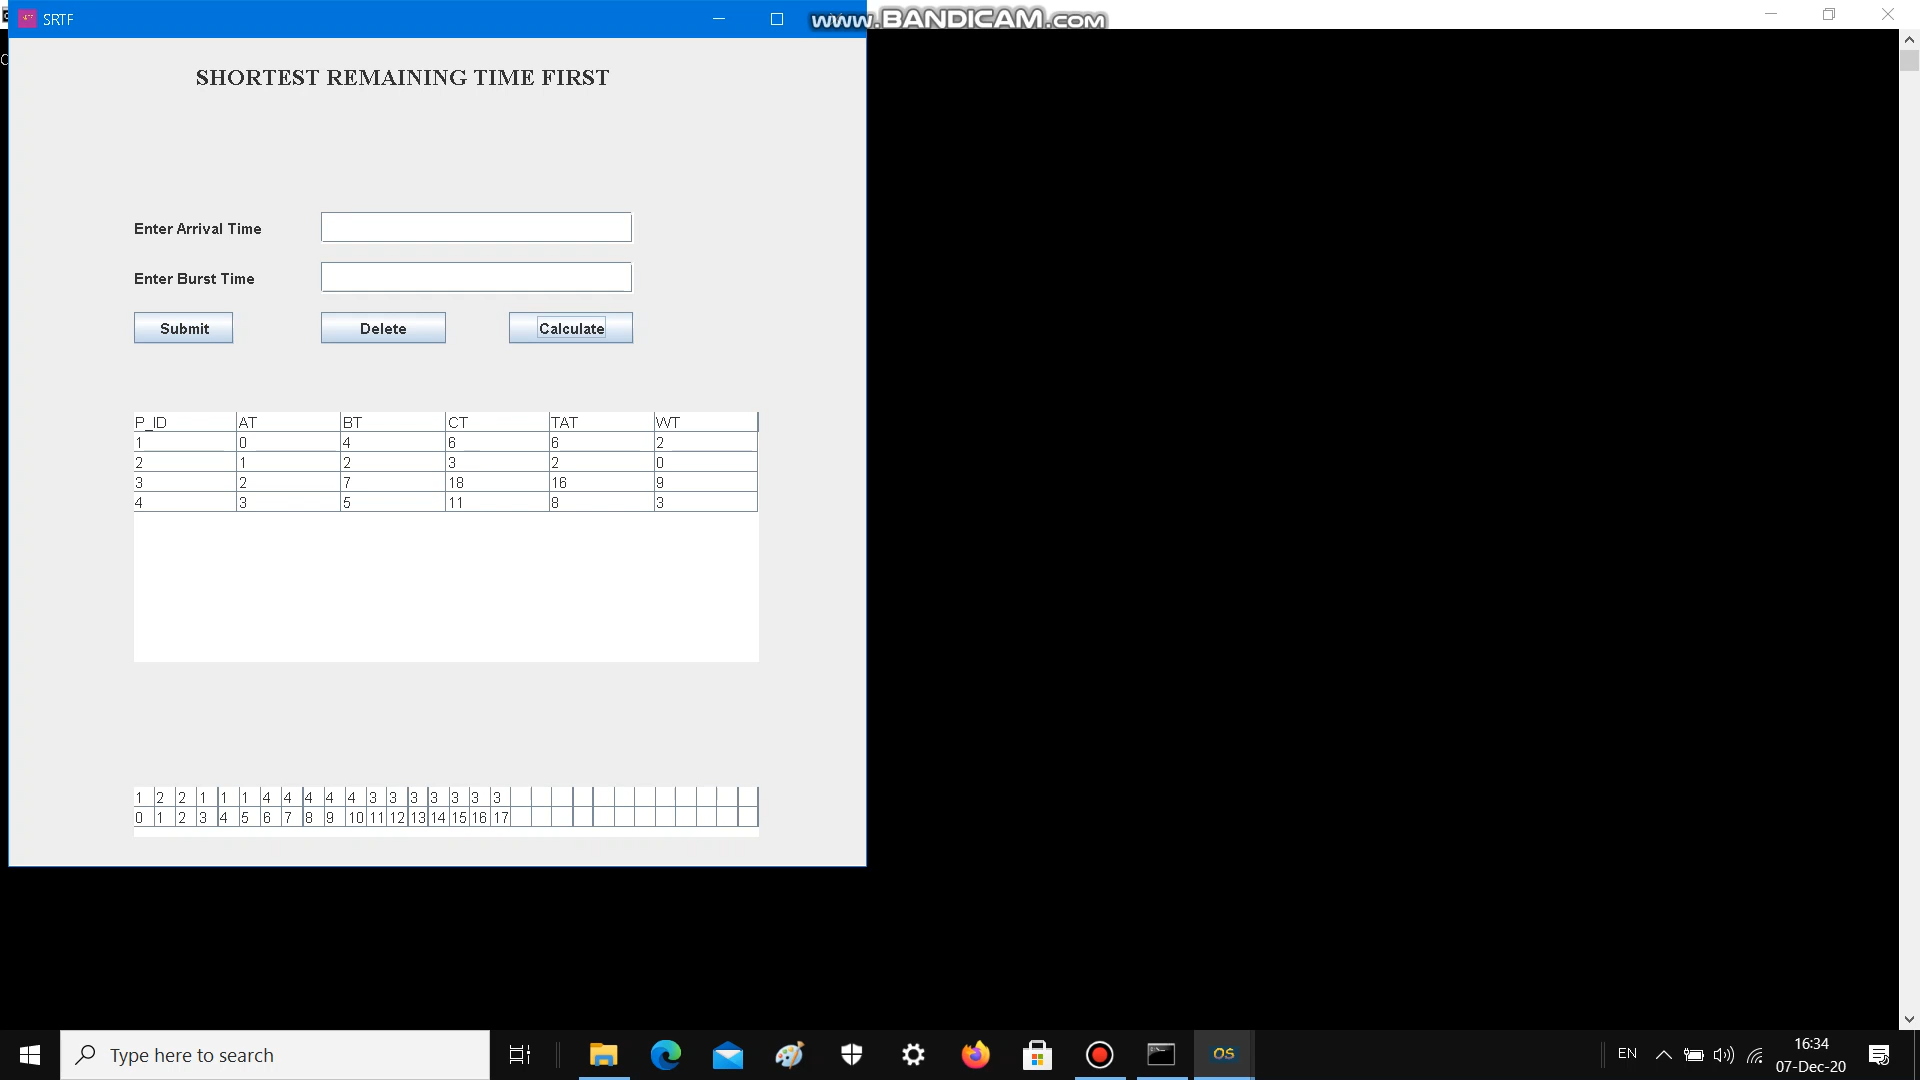 SRTF
www.BANDICAM.com
SHORTEST REMAINING TIME FIRST
Enter Arrival Time
Enter Burst Time
Submit Delete Calculate
P_ID AT BT CT TAT WT
1 0 4 6 6 2
2 1 2 3 2 0
3 2 7 18 16 9
4 3 5 11 8 3
1 2 2 1 1 1 4 4 4 4 4 3 3 3 3 3 3 3
0 1 2 3 4 5 6 7 8 9 10 11 12 13 14 15 16 17
Type here to search
OS
EN
16:34
07-Dec-20